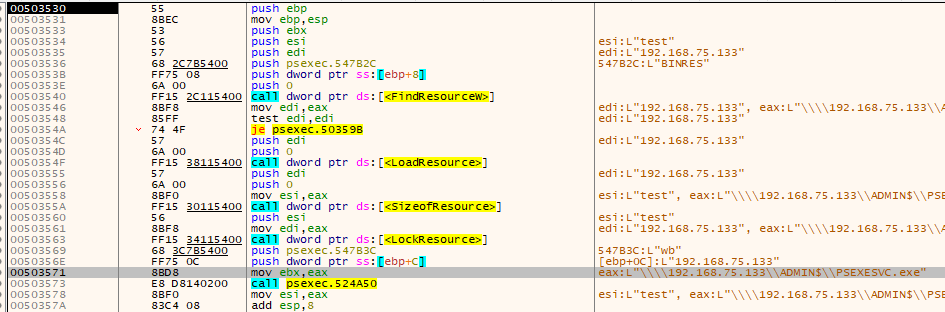 00503530 55 push ebp
00503531 8BEC mov ebp,esp
00503533 53 push ebx
00503534 56 push esi esi:L"test"
00503535 57 push edi edi:L"192.168.75.133"
00503536 68 2C7B5400 push psexec.547B2C 547B2C:L"BINRES"
0050353B FF75 08 push dword ptr ss:[ebp+8]
0050353E 6A 00 push 0
00503540 FF15 2C115400 call dword ptr ds:[<FindResourceW>]
00503546 8BF8 mov edi,eax edi:L"192.168.75.133", eax:L"\\\\192.168.75.133\\A
00503548 85FF test edi,edi edi:L"192.168.75.133"
0050354A 74 4F je psexec.50359B
0050354C 57 push edi edi:L"192.168.75.133"
0050354D 6A 00 push 0
0050354F FF15 38115400 call dword ptr ds:[<LoadResource>]
00503555 57 push edi edi:L"192.168.75.133"
00503556 6A 00 push 0
00503558 8BF0 mov esi,eax esi:L"test", eax:L"\\\\192.168.75.133\\ADMIN$\\PSE
0050355A FF15 30115400 call dword ptr ds:[<SizeofResource>]
00503560 56 push esi esi:L"test"
00503561 8BF8 mov edi,eax edi:L"192.168.75.133", eax:L"\\\\192.168.75.133\\A
00503563 FF15 34115400 call dword ptr ds:[<LockResource>]
00503569 68 3C7B5400 push psexec.547B3C 547B3C:L"wb"
0050356E FF75 0C push dword ptr ss:[ebp+C] [ebp+0C]:L"192.168.75.133"
00503571 8BD8 mov ebx,eax eax:L"\\\\192.168.75.133\\ADMIN$\\PSEXESVC.exe"
00503573 E8 D8140200 call psexec.524A50
00503578 8BF0 mov esi,eax esi:L"test", eax:L"\\\\192.168.75.133\\ADMIN$\\PSE
0050357A 83C4 08 add esp,8